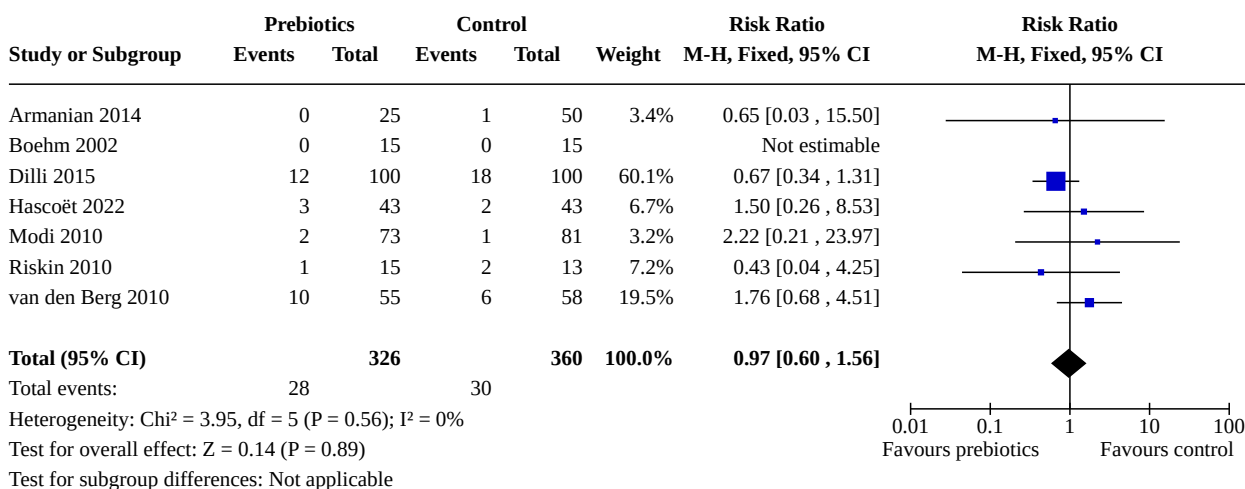 Prebiotics Control Risk Ratio Risk Ratio
Study or Subgroup Events Total Events Total Weight M-H, Fixed, 95% CI M-H, Fixed, 95% CI
Armanian 2014 0 25 1 50 3.4% 0.65 [0.03 , 15.50]
Boehm 2002 0 15 0 15 Not estimable
Dilli 2015 12 100 18 100 60.1% 0.67 [0.34 , 1.31]
Hascoët 2022 3 43 2 43 6.7% 1.50 [0.26 , 8.53]
Modi 2010 2 73 1 81 3.2% 2.22 [0.21 , 23.97]
Riskin 2010 1 15 2 13 7.2% 0.43 [0.04 , 4.25]
van den Berg 2010 10 55 6 58 19.5% 1.76 [0.68 , 4.51]
Total (95% CI) 326 360 100.0% 0.97 [0.60 , 1.56]
Total events: 28 30
Heterogeneity: Chi² = 3.95, df = 5 (P = 0.56); I² = 0%
0.01 0.1 1 10 100
Test for overall effect: Z = 0.14 (P = 0.89)
Favours prebiotics Favours control
Test for subgroup differences: Not applicable